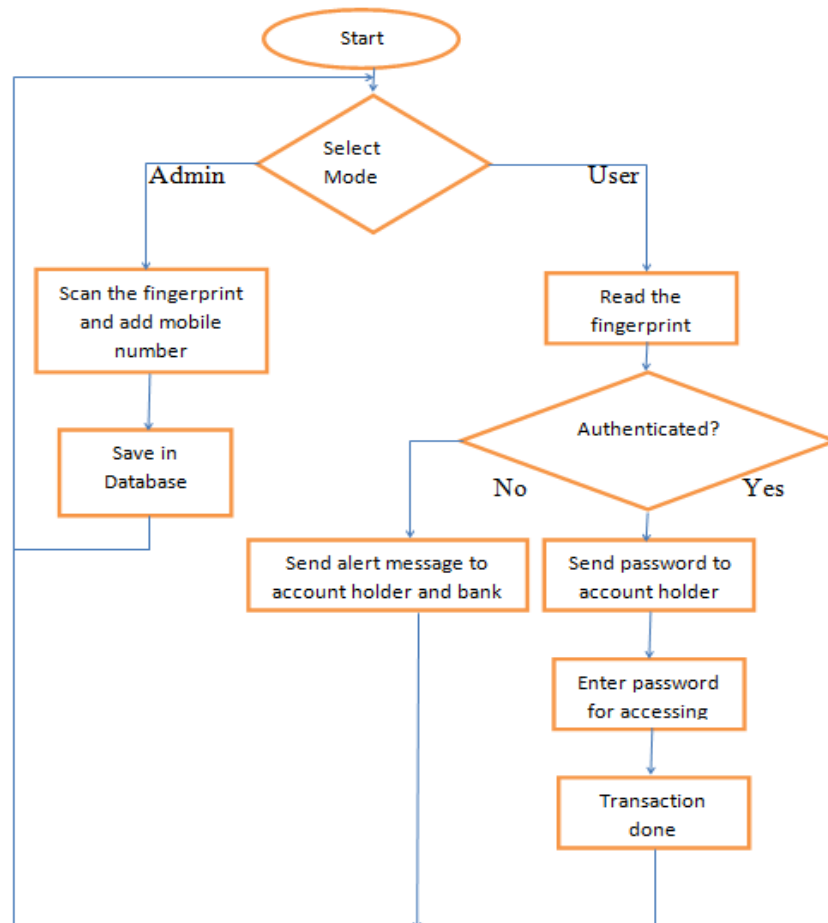 Start
Select
Mode
Admin
User
Scan the fingerprint
and add mobile
number
Read the
fingerprint
Save in
Database
Authenticated?
No
Yes
Send alert message to
account holder and bank
Send password to
account holder
Enter password
for accessing
Transaction
done